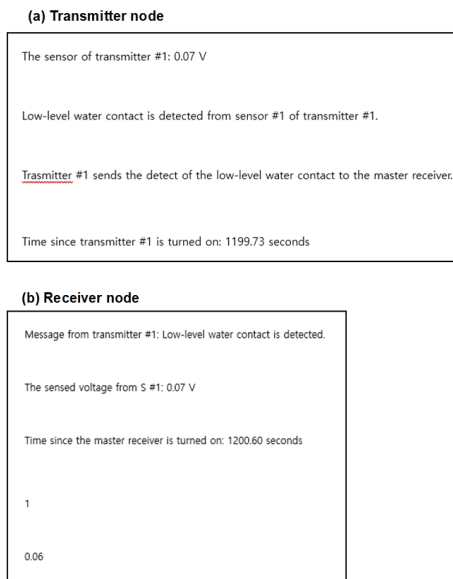 (a) Transmitter node
The sensor of transmitter #1: 0.07 V
Low-level water contact is detected from sensor #1 of transmitter #1.
Trasmitter #1 sends the detect of the low-level water contact to the master receiver.
Time since transmitter #1 is turned on: 1199.73 seconds
(b) Receiver node
Message from transmitter #1: Low-level water contact is detected.
The sensed voltage from S #1: 0.07 V
Time since the master receiver is turned on: 1200.60 seconds
1
0.06